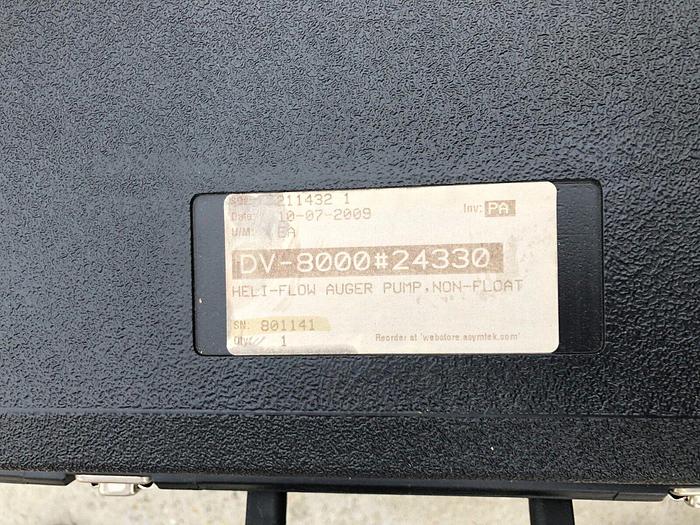 211432 1
Date: 10-07-2009
Inv: PA
U/M: EA
DV-8000#24330
HELI-FLOW AUGER PUMP, NON-FLOAT
SN: 801141
Qty: 1
Reorder at 'webstore.asymtek.com'